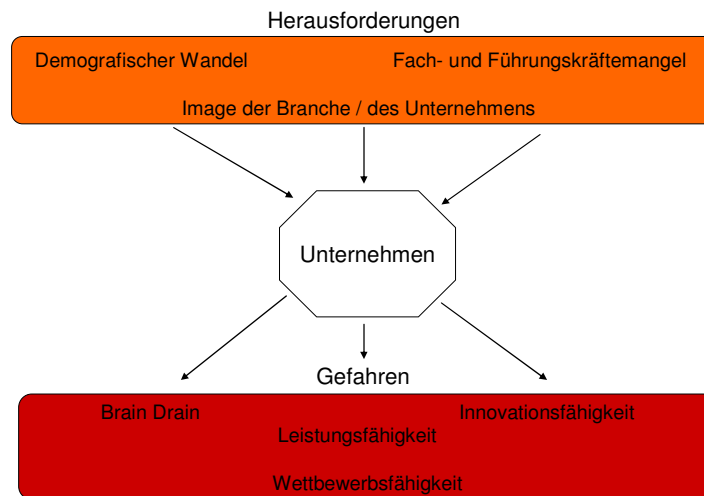 Herausforderungen
Demografischer Wandel Fach- und Führungskräftemangel
Image der Branche / des Unternehmens
Unternehmen
Gefahren
Brain Drain Innovationsfähigkeit
Leistungsfähigkeit
Wettbewerbsfähigkeit